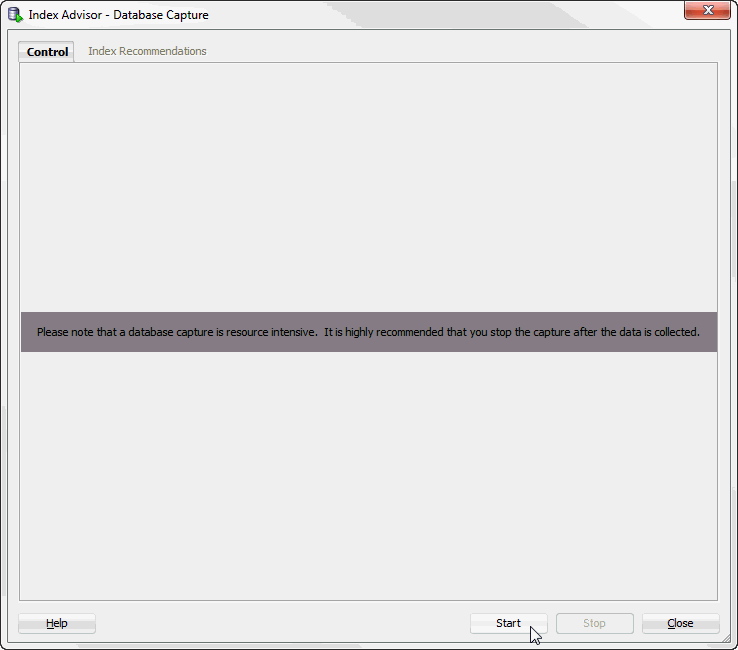 Index Advisor - Database Capture
Control Index Recommendations
Please note that a database capture is resource intensive.  It is highly recommended that you stop the capture after the data is collected.
Help Start Stop Close